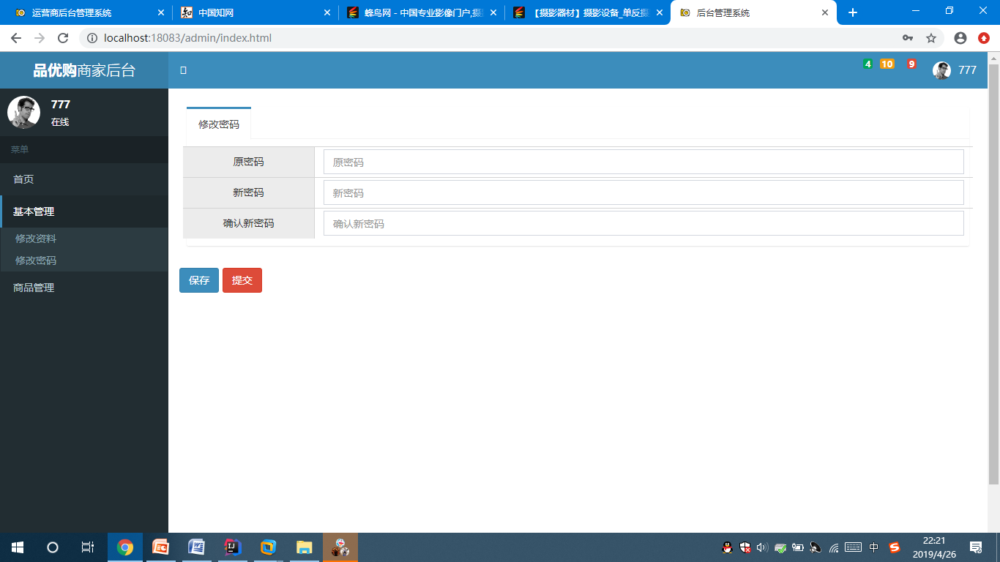 运营商后台管理系统
中国知网
蜂鸟网 - 中国专业影像门户,摄
【摄影器材】摄影设备_单反摄
后台管理系统
localhost:18083/admin/index.html
品优购商家后台
4 10 9 777
777
在线
菜单
首页
基本管理
修改资料
修改密码
商品管理
修改密码
原密码 原密码
新密码 新密码
确认新密码 确认新密码
保存 提交
中
22:21
2019/4/26